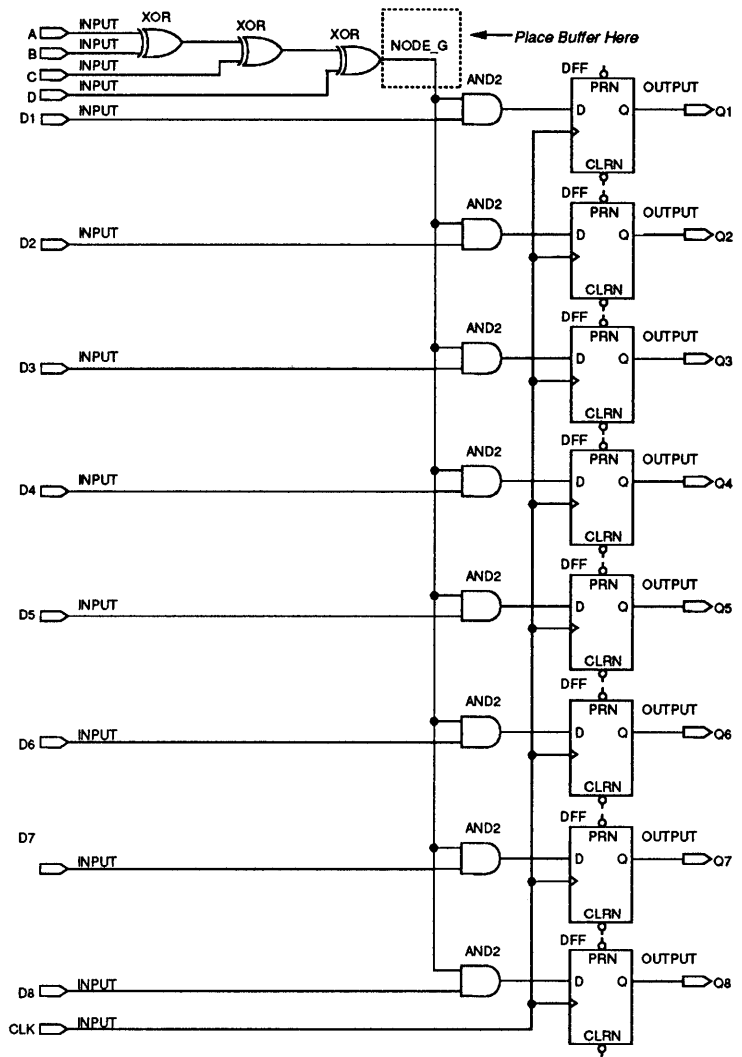 XOR
A INPUT
B INPUT
XOR
C INPUT
XOR
D INPUT
NODE_G
Place Buffer Here
D1 INPUT
AND2
DFF
PRN
D Q
CLRN
OUTPUT
Q1
D2 INPUT
AND2
DFF
PRN
D Q
CLRN
OUTPUT
Q2
D3 INPUT
AND2
DFF
PRN
D Q
CLRN
OUTPUT
Q3
D4 INPUT
AND2
DFF
PRN
D Q
CLRN
OUTPUT
Q4
D5 INPUT
AND2
DFF
PRN
D Q
CLRN
OUTPUT
Q5
D6 INPUT
AND2
DFF
PRN
D Q
CLRN
OUTPUT
Q6
D7
INPUT
AND2
DFF
PRN
D Q
CLRN
OUTPUT
Q7
D8 INPUT
AND2
DFF
PRN
D Q
CLRN
OUTPUT
Q8
CLK INPUT